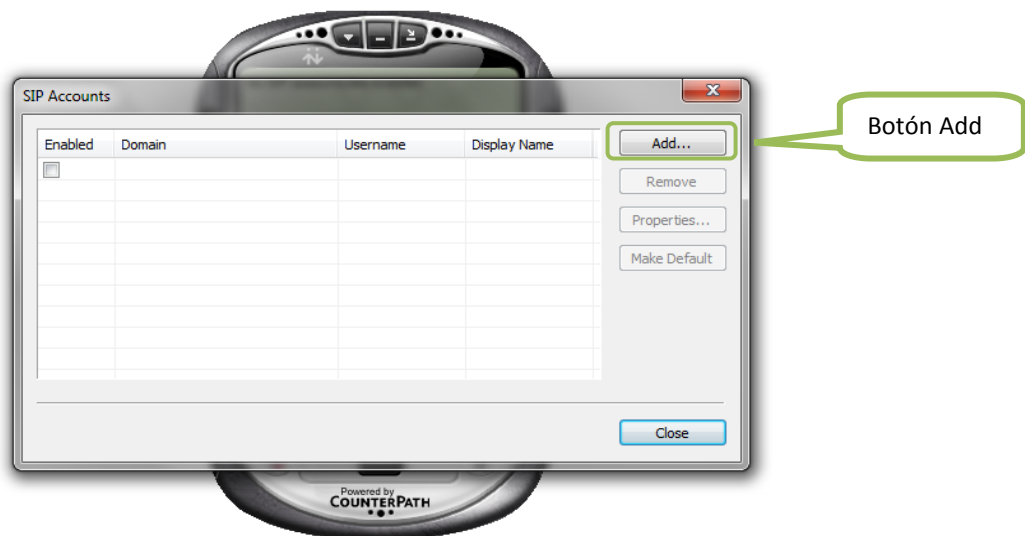 SIP Accounts
Enabled Domain Username Display Name
Add...
Remove
Properties...
Make Default
Close
Botón Add
Powered by
COUNTERPATH